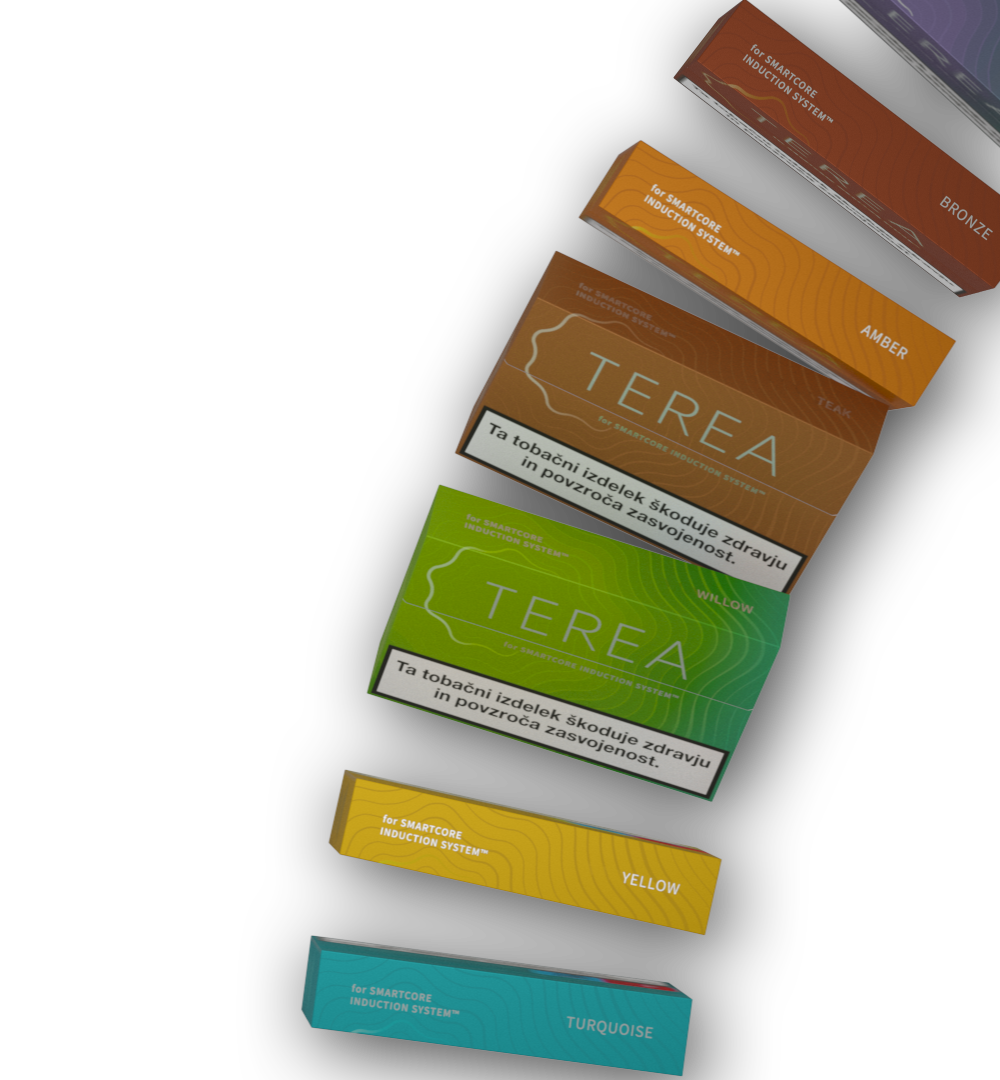 EREA
for SMARTCORE
INDUCTION SYSTEM™
TEREA
BRONZE
for SMARTCORE
INDUCTION SYSTEM™
AMBER
for SMARTCORE
INDUCTION SYSTEM™
TEAK
TEREA
for SMARTCORE INDUCTION SYSTEM™
Ta tobačni izdelek škoduje zdravju
in povzroča zasvojenost.
for SMARTCORE
INDUCTION SYSTEM™
WILLOW
TEREA
for SMARTCORE INDUCTION SYSTEM™
Ta tobačni izdelek škoduje zdravju
in povzroča zasvojenost.
for SMARTCORE
INDUCTION SYSTEM™
YELLOW
for SMARTCORE
INDUCTION SYSTEM™
TURQUOISE